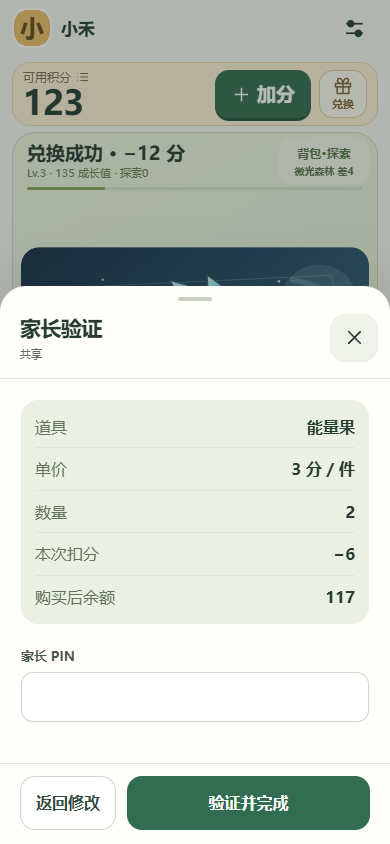 小 小禾
可用积分
123
＋ 加分
兑换
兑换成功 · −12 分
Lv.3 · 135 成长值 · 探索0
背包·探索
微光森林 差4
家长验证
共享
道具 能量果
单价 3 分 / 件
数量 2
本次扣分 −6
购买后余额 117
家长 PIN
返回修改 验证并完成